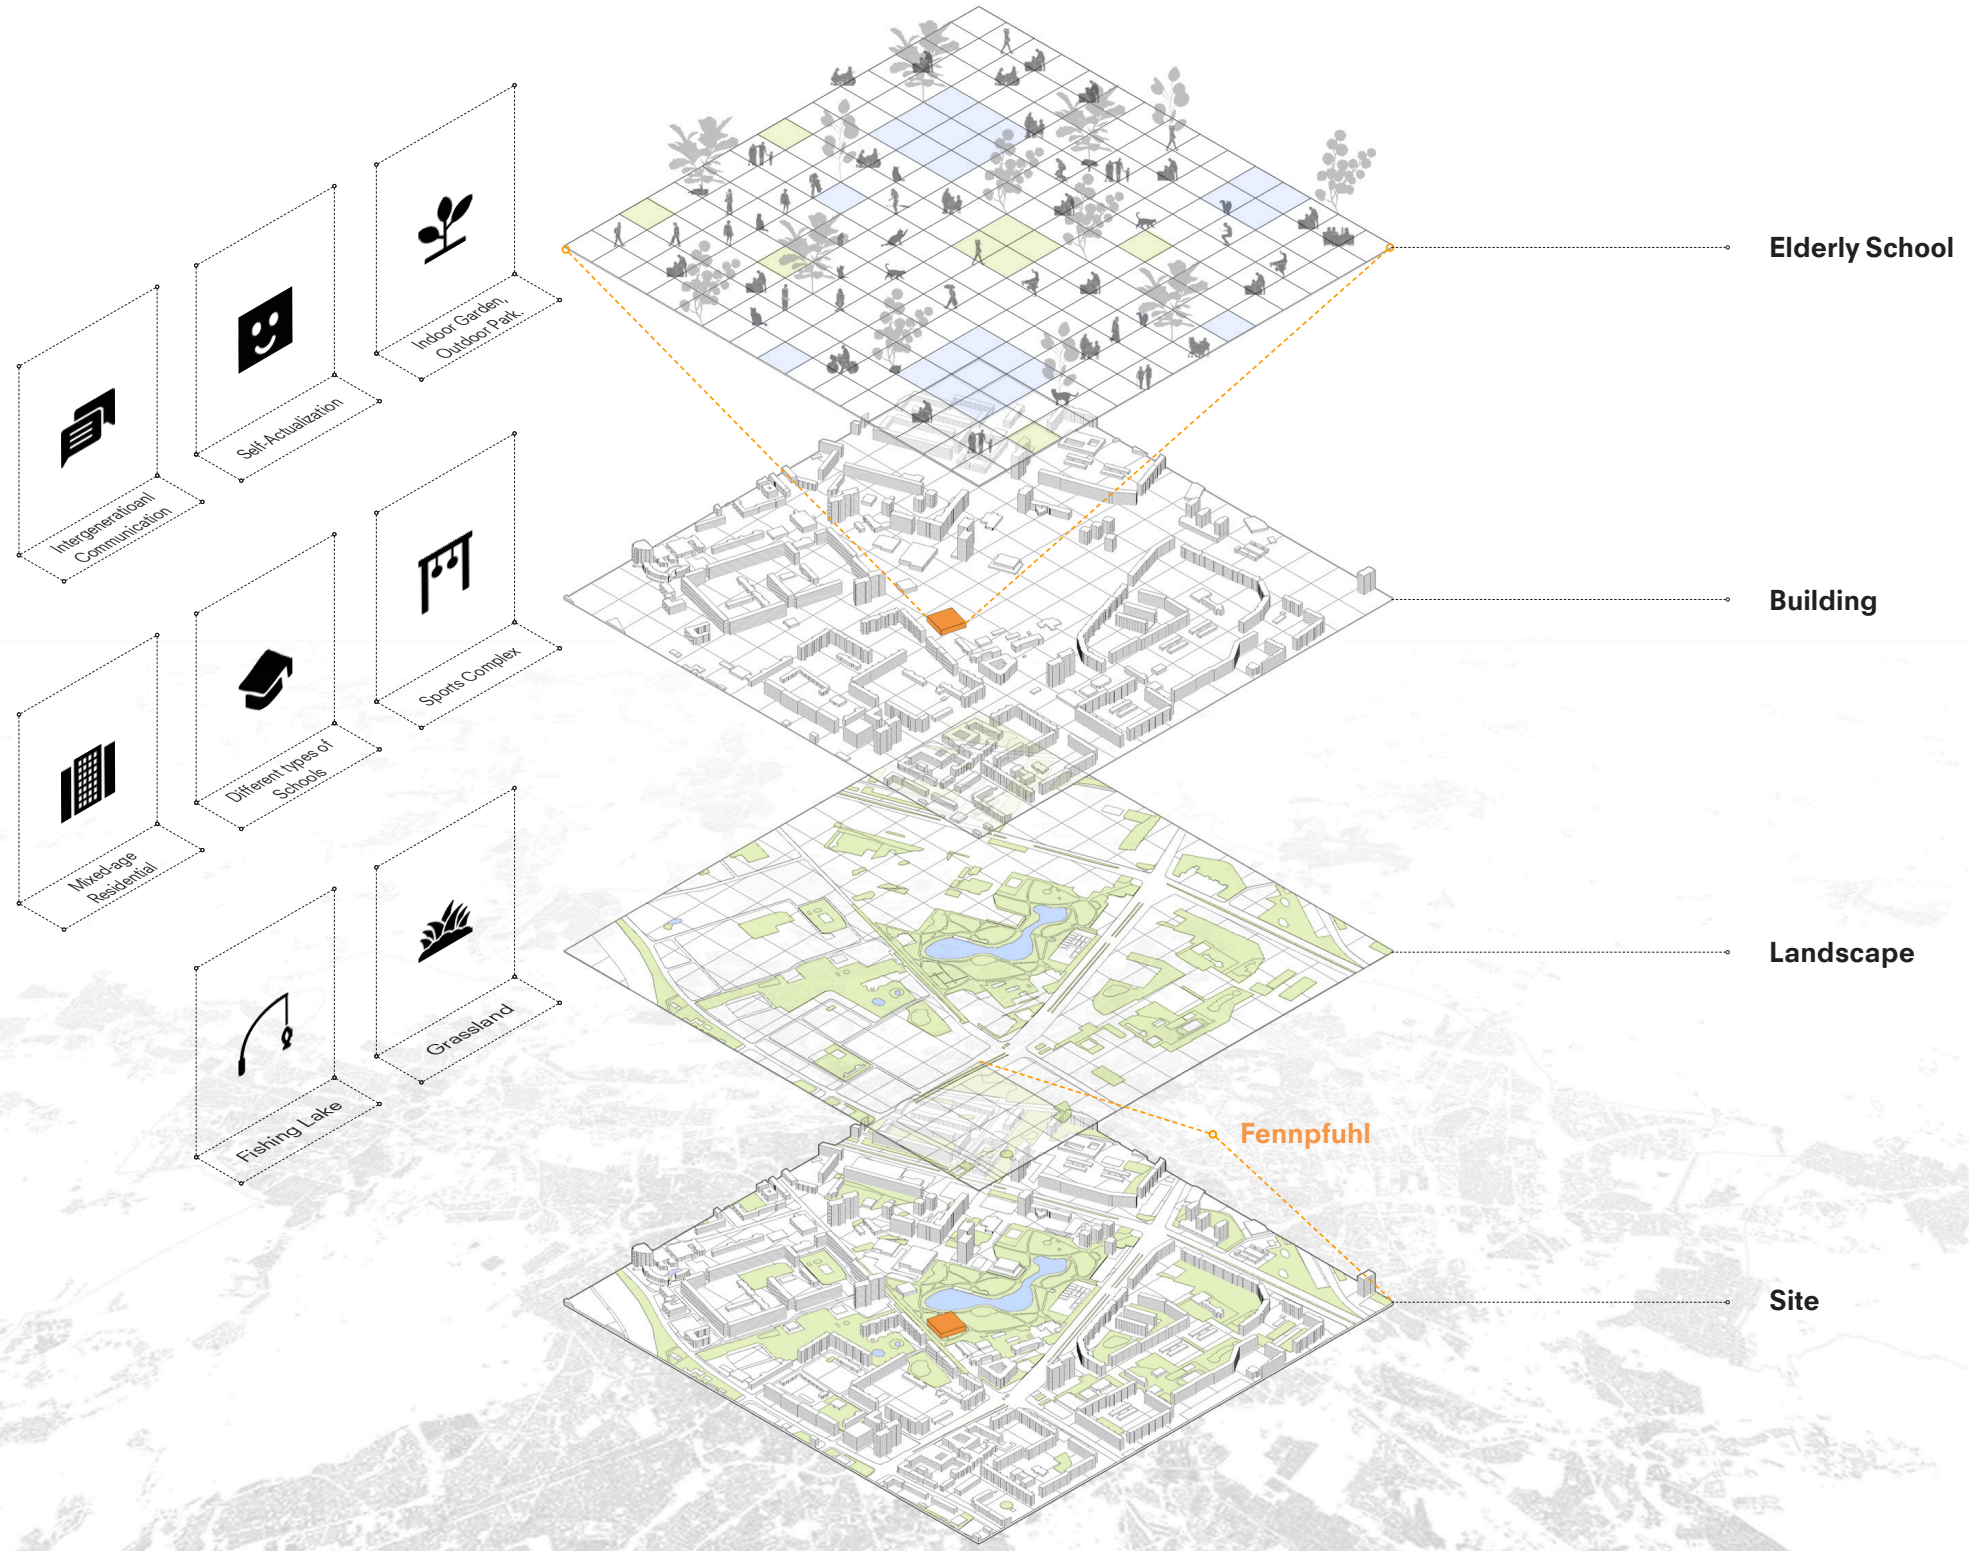 Indoor Garden,
Outdoor Park.
Self-Actualization
Intergeneratioanl
Communication
Elderly School
Sports Complex
Different types of
Schools
Mixed-age
Residential
Building
Grassland
Fishing Lake
Landscape
Fennpfuhl
Site